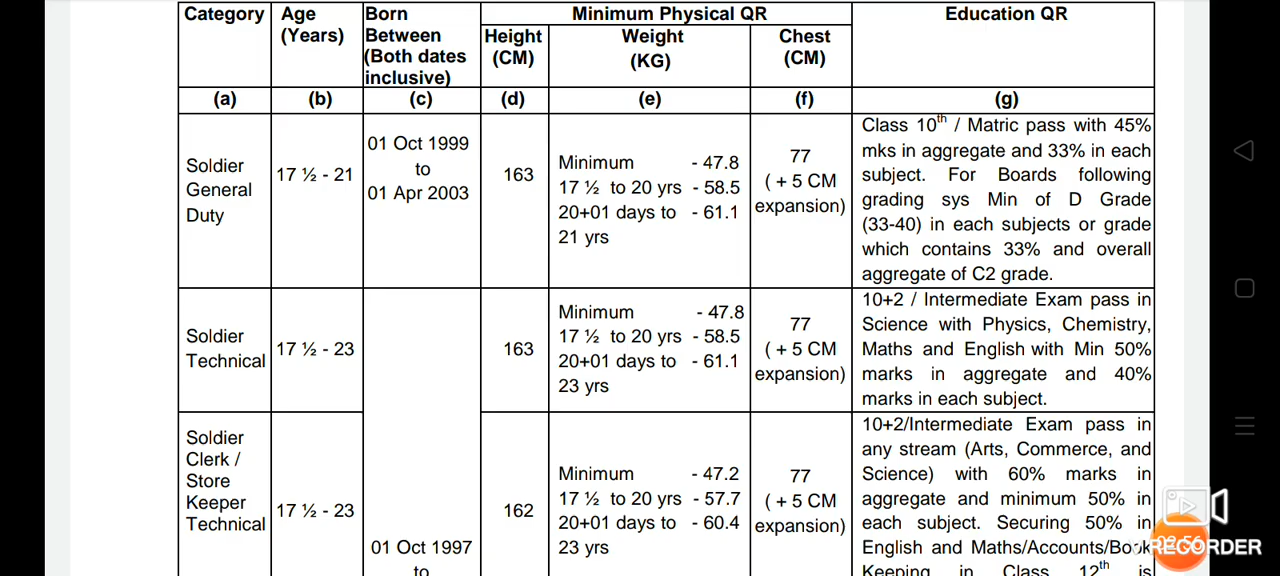 Category
Age
(Years)
Born
Between
(Both dates
inclusive)
Minimum Physical QR
Height
(CM)
Weight
(KG)
Chest
(CM)
Education QR
(a)
(b)
(c)
(d)
(e)
(f)
(g)
Soldier
General
Duty
17 ½ - 21
01 Oct 1999
to
01 Apr 2003
163
Minimum - 47.8
17 ½ to 20 yrs - 58.5
20+01 days to - 61.1
21 yrs
77
( + 5 CM
expansion)
Class 10th / Matric pass with 45%
mks in aggregate and 33% in each
subject. For Boards following
grading sys Min of D Grade
(33-40) in each subjects or grade
which contains 33% and overall
aggregate of C2 grade.
Soldier
Technical
17 ½ - 23
163
Minimum - 47.8
17 ½ to 20 yrs - 58.5
20+01 days to - 61.1
23 yrs
77
( + 5 CM
expansion)
10+2 / Intermediate Exam pass in
Science with Physics, Chemistry,
Maths and English with Min 50%
marks in aggregate and 40%
marks in each subject.
Soldier
Clerk /
Store
Keeper
Technical
17 ½ - 23
01 Oct 1997
to
162
Minimum - 47.2
17 ½ to 20 yrs - 57.7
20+01 days to - 60.4
23 yrs
77
( + 5 CM
expansion)
10+2/Intermediate Exam pass in
any stream (Arts, Commerce, and
Science) with 60% marks in
aggregate and minimum 50% in
each subject. Securing 50% in
English and Maths/Accounts/Book
Keeping in Class 12th is
02:56
RECORDER